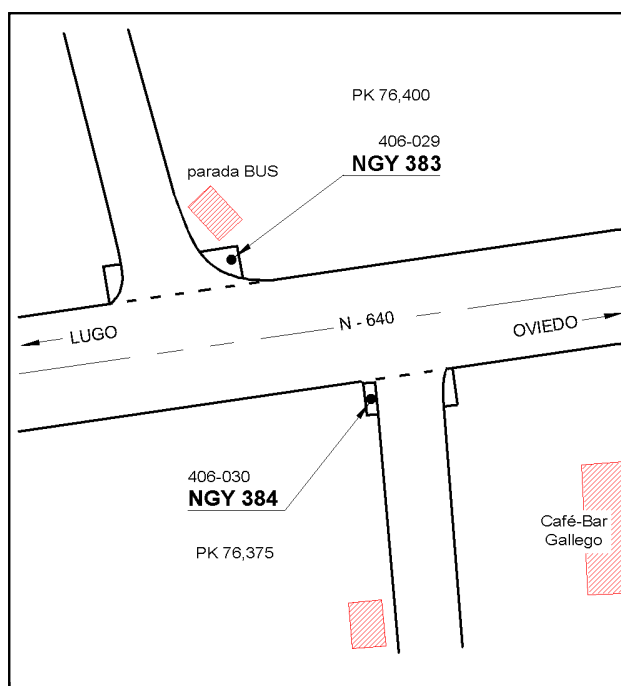 PK 76,400
406-029
NGY 383
parada BUS
N - 640
LUGO
OVIEDO
406-030
NGY 384
PK 76,375
Café-Bar
Gallego